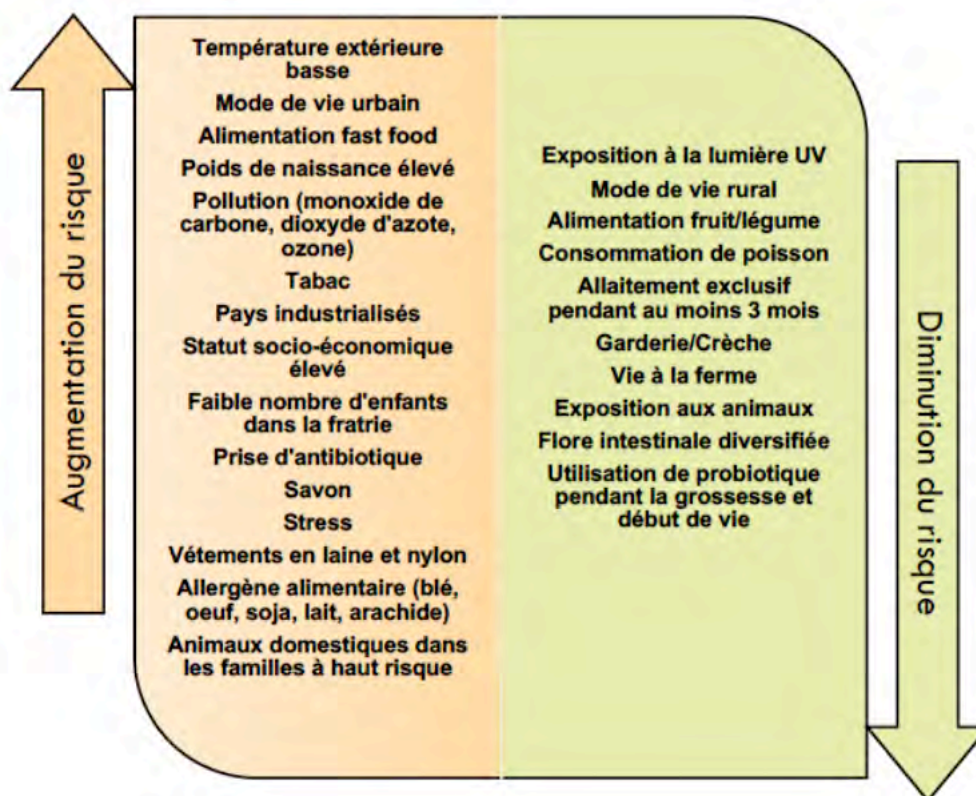 Augmentation du risque
Température extérieure
basse
Mode de vie urbain
Alimentation fast food
Poids de naissance élevé
Pollution (monoxide de
carbone, dioxyde d'azote,
ozone)
Tabac
Pays industrialisés
Statut socio-économique
élevé
Faible nombre d'enfants
dans la fratrie
Prise d'antibiotique
Savon
Stress
Vétements en laine et nylon
Allergène alimentaire (blé,
oeuf, soja, lait, arachide)
Animaux domestiques dans
les familles à haut risque
Exposition à la lumière UV
Mode de vie rural
Alimentation fruit/légume
Consommation de poisson
Allaitement exclusif
pendant au moins 3 mois
Garderie/Crèche
Vie à la ferme
Exposition aux animaux
Flore intestinale diversifiée
Utilisation de probiotique
pendant la grossesse et
début de vie
Diminution du risque